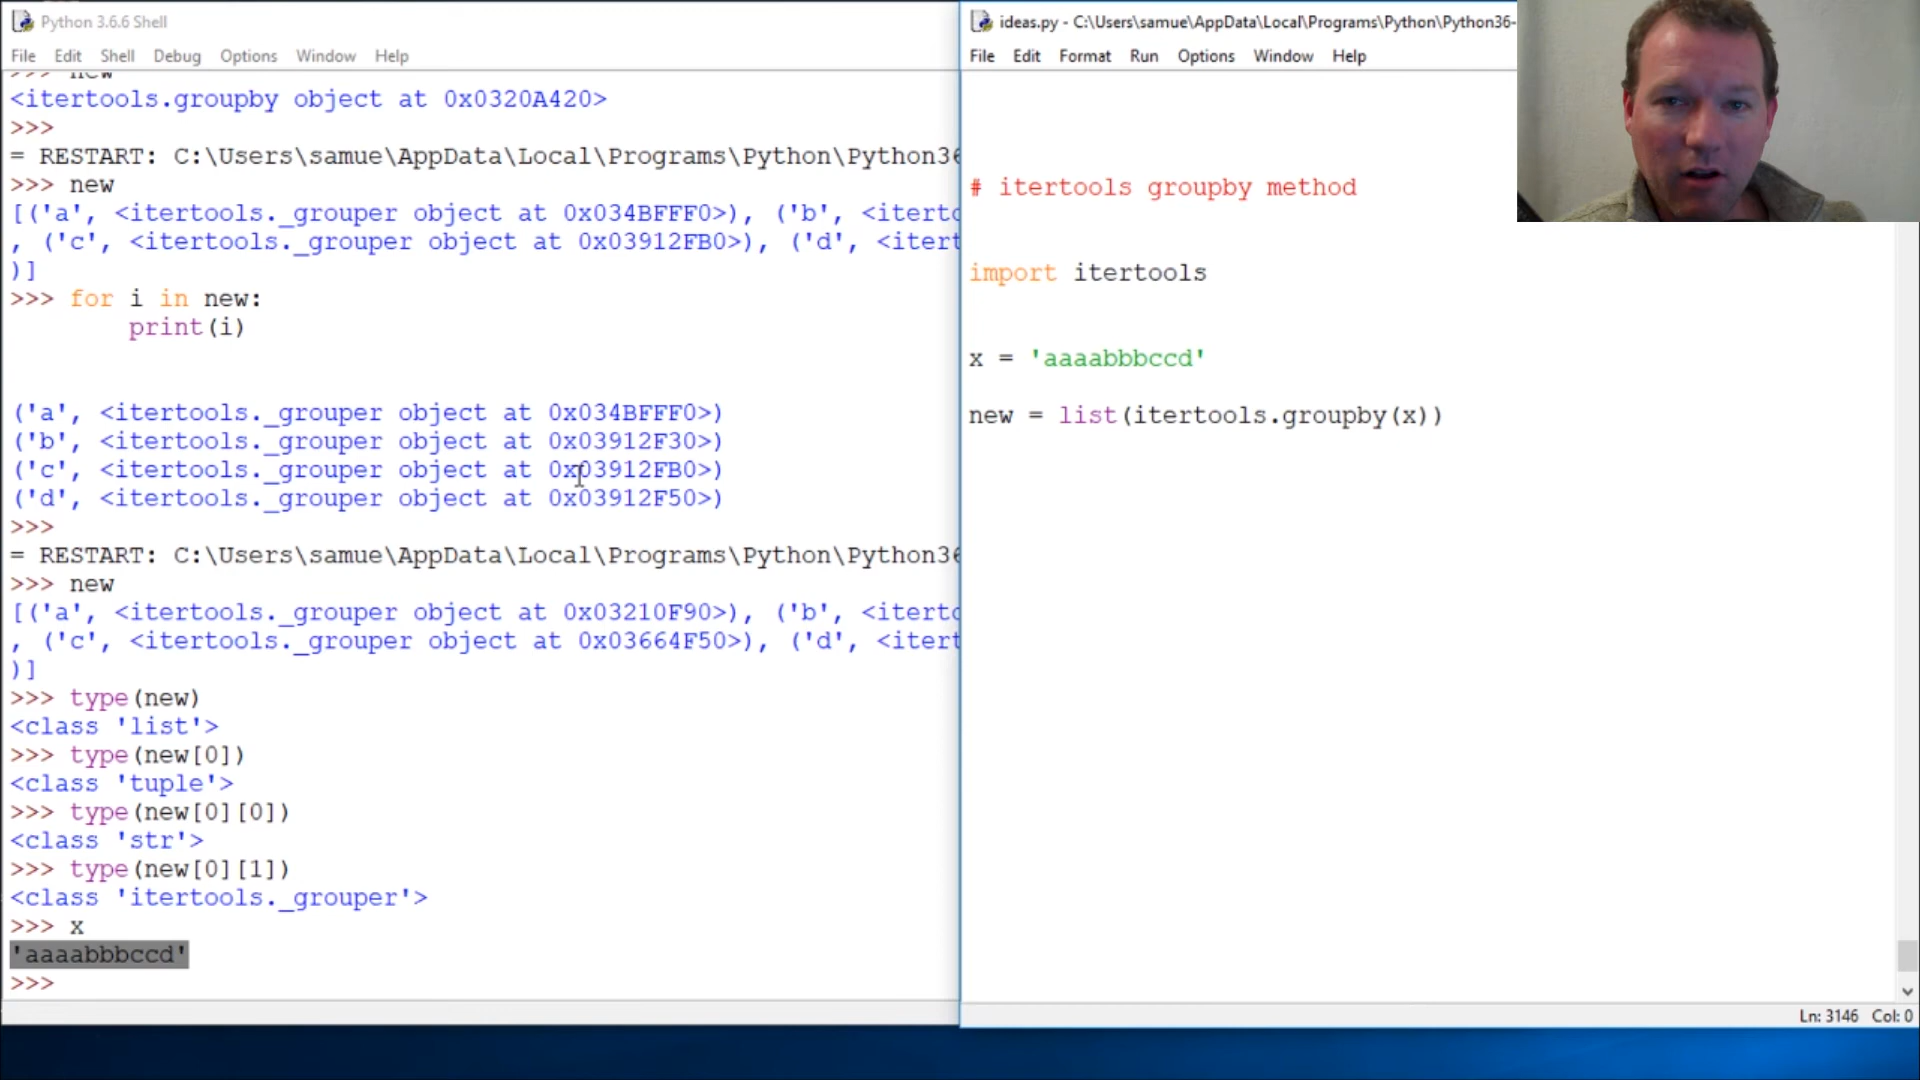 Python 3.6.6 Shell
File Edit Shell Debug Options Window Help
>>> new
<itertools.groupby object at 0x0320A420>
>>>
= RESTART: C:\Users\samue\AppData\Local\Programs\Python\Python36
>>> new
[('a', <itertools._grouper object at 0x034BFFF0>), ('b', <iterto
, ('c', <itertools._grouper object at 0x03912FB0>), ('d', <itert
)]
>>> for i in new:
print(i)
('a', <itertools._grouper object at 0x034BFFF0>)
('b', <itertools._grouper object at 0x03912F30>)
('c', <itertools._grouper object at 0x03912FB0>)
('d', <itertools._grouper object at 0x03912F50>)
>>>
= RESTART: C:\Users\samue\AppData\Local\Programs\Python\Python36
>>> new
[('a', <itertools._grouper object at 0x03210F90>), ('b', <iterto
, ('c', <itertools._grouper object at 0x03664F50>), ('d', <itert
)]
>>> type(new)
<class 'list'>
>>> type(new[0])
<class 'tuple'>
>>> type(new[0][0])
<class 'str'>
>>> type(new[0][1])
<class 'itertools._grouper'>
>>> x
'aaaabbbccd'
>>>
ideas.py - C:\Users\samue\AppData\Local\Programs\Python\Python36-
File Edit Format Run Options Window Help
# itertools groupby method
import itertools
x = 'aaaabbbccd'
new = list(itertools.groupby(x))
Ln: 3146 Col: 0